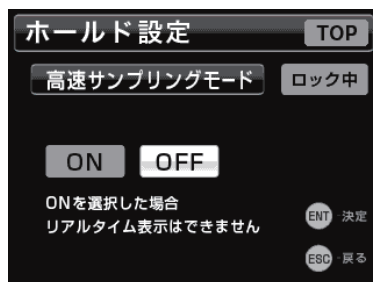 ホールド設定 TOP
高速サンプリングモード ロック中
ON OFF
ONを選択した場合
リアルタイム表示はできません
ENT 決定
ESC 戻る